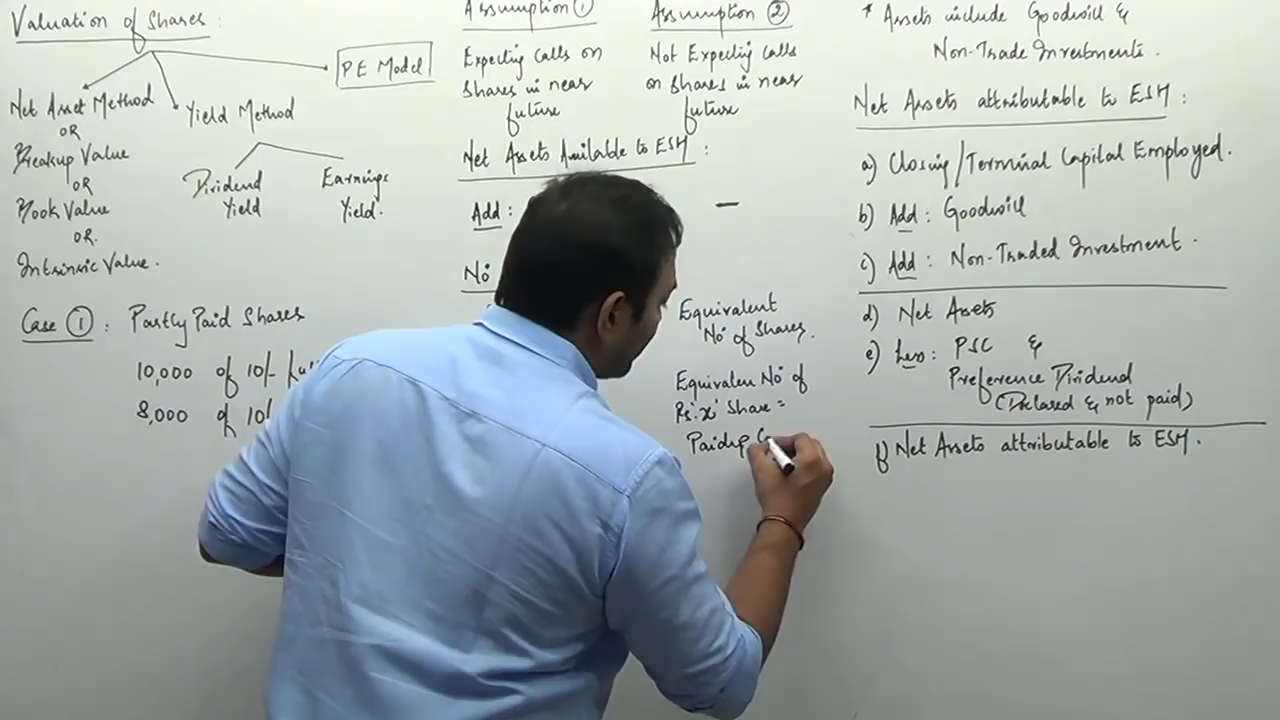 Valuation of Shares :
PE Model
Net Asset Method
OR
Breakup Value
OR
Book Value
OR.
Intrinsic Value.
Yield Method
Dividend
Yield
Earnings
Yield.
Case ① : Partly Paid Shares
10,000 of 10/-
8,000 of 10/
Assumption ①
Expecting Calls on
Shares in near
future
Assumption ②
Not Expecting Calls
on Shares in near
future
Net Assets Available to ESH :
Add :
-
No
Equivalent
No of Shares.
Equivalen No of
Rs.'x' Share =
Paidup
* Assets include Goodwill &
Non-Trade Investments.
Net Assets attributable to ESH :
a) Closing/Terminal Capital Employed.
b) Add : Goodwill
c) Add : Non-Traded Investment.
d) Net Assets
e) Less : PSC &
Preference Dividend
(Declared & not paid)
f) Net Assets attributable to ESH.